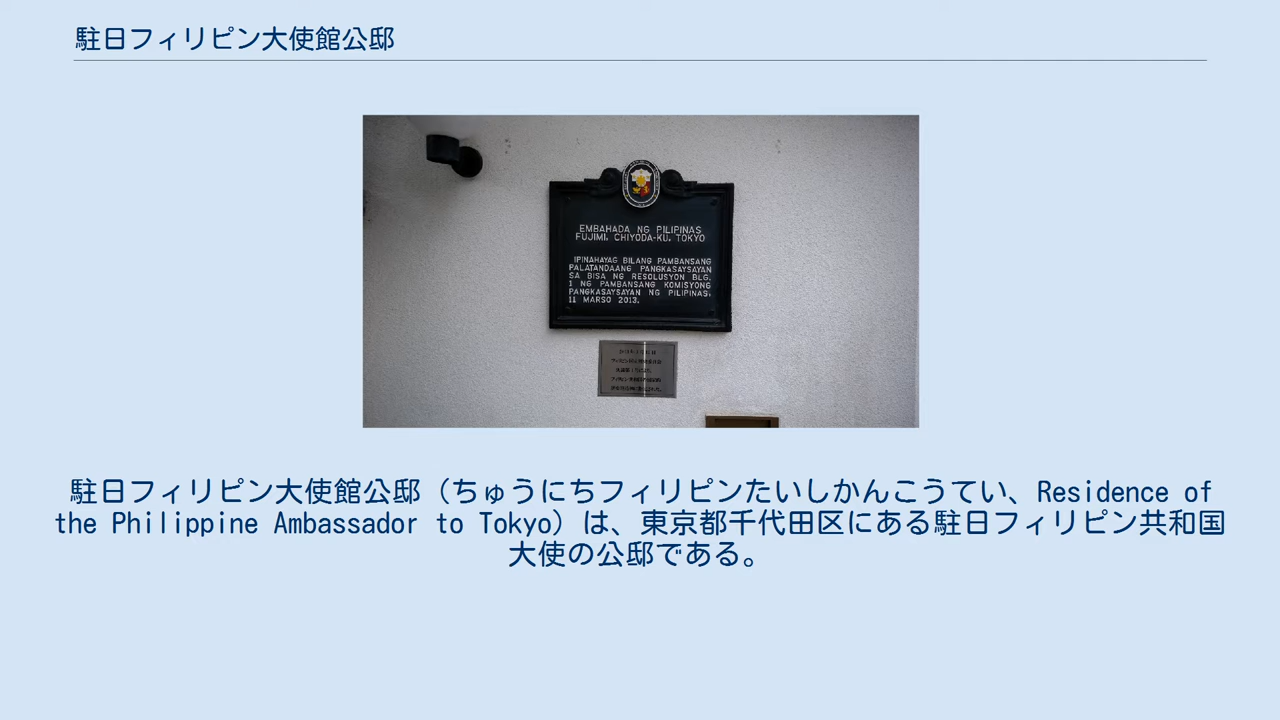 駐日フィリピン大使館公邸
EMBAHADA NG PILIPINAS
FUJIMI, CHIYODA-KU, TOKYO
IPINAHAYAG BILANG PAMBANSANG
PALATANDAANG PANGKASAYSAYAN
SA BISA NG RESOLUSYON BLG.
1 NG PAMBANSANG KOMISYONG
PANGKASAYSAYAN NG PILIPINAS,
11 MARSO 2013.
駐日フィリピン大使館公邸（ちゅうにちフィリピンたいしかんこうてい、Residence of
the Philippine Ambassador to Tokyo）は、東京都千代田区にある駐日フィリピン共和国
大使の公邸である。